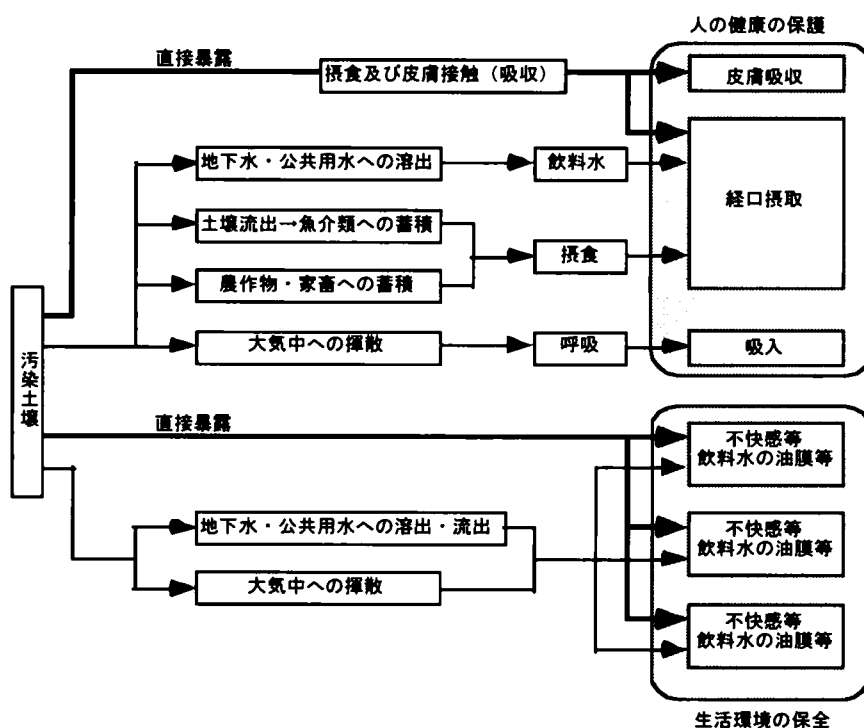 人の健康の保護
直接暴露
摂食及び皮膚接触（吸収）
皮膚吸収
地下水・公共用水への溶出
飲料水
経口摂取
土壌流出→魚介類への蓄積
摂食
農作物・家畜への蓄積
大気中への揮散
呼吸
吸入
汚染土壌
直接暴露
不快感等
飲料水の油膜等
地下水・公共用水への溶出・流出
不快感等
飲料水の油膜等
大気中への揮散
不快感等
飲料水の油膜等
生活環境の保全